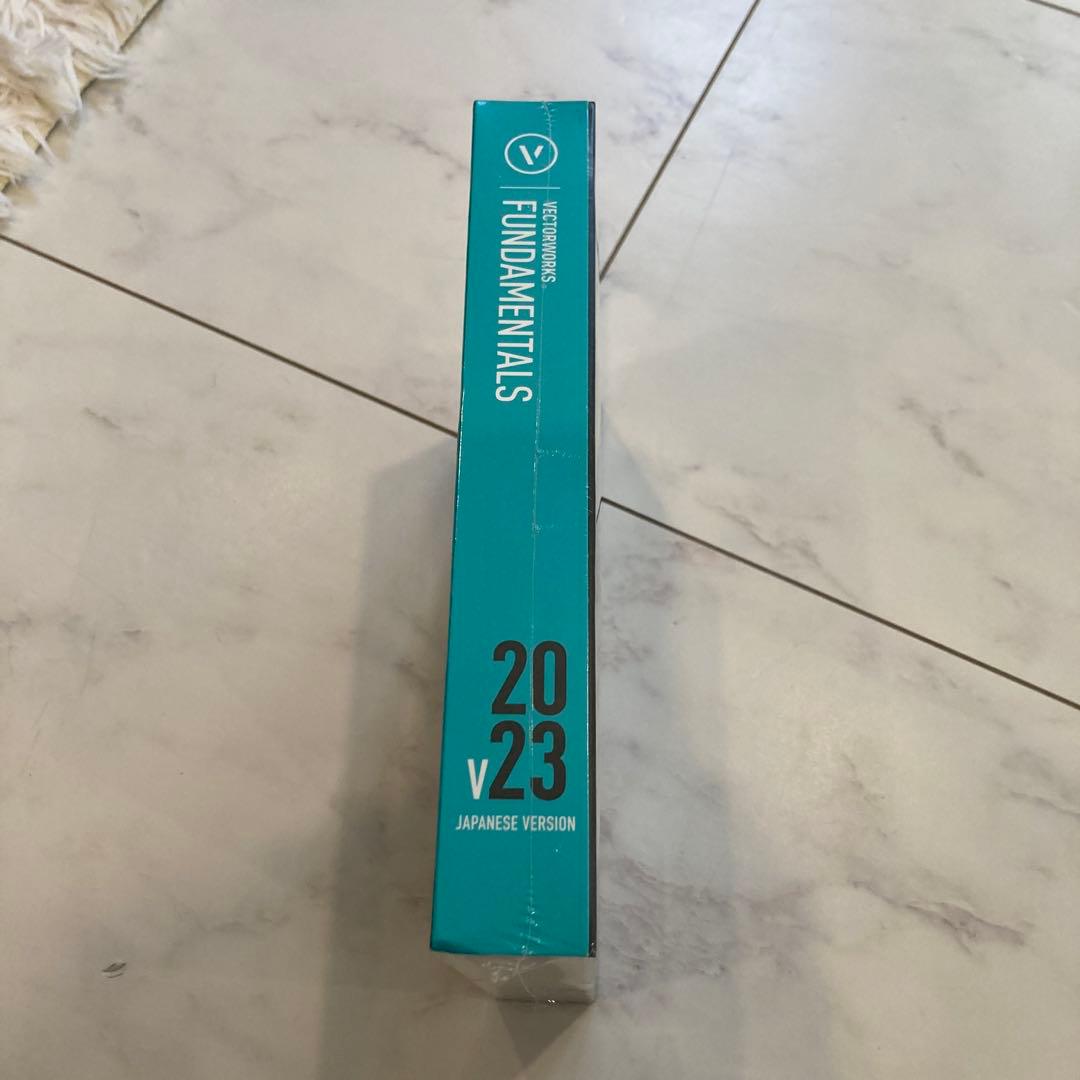 VECTORWORKS®
FUNDAMENTALS
20
V23
JAPANESE VERSION